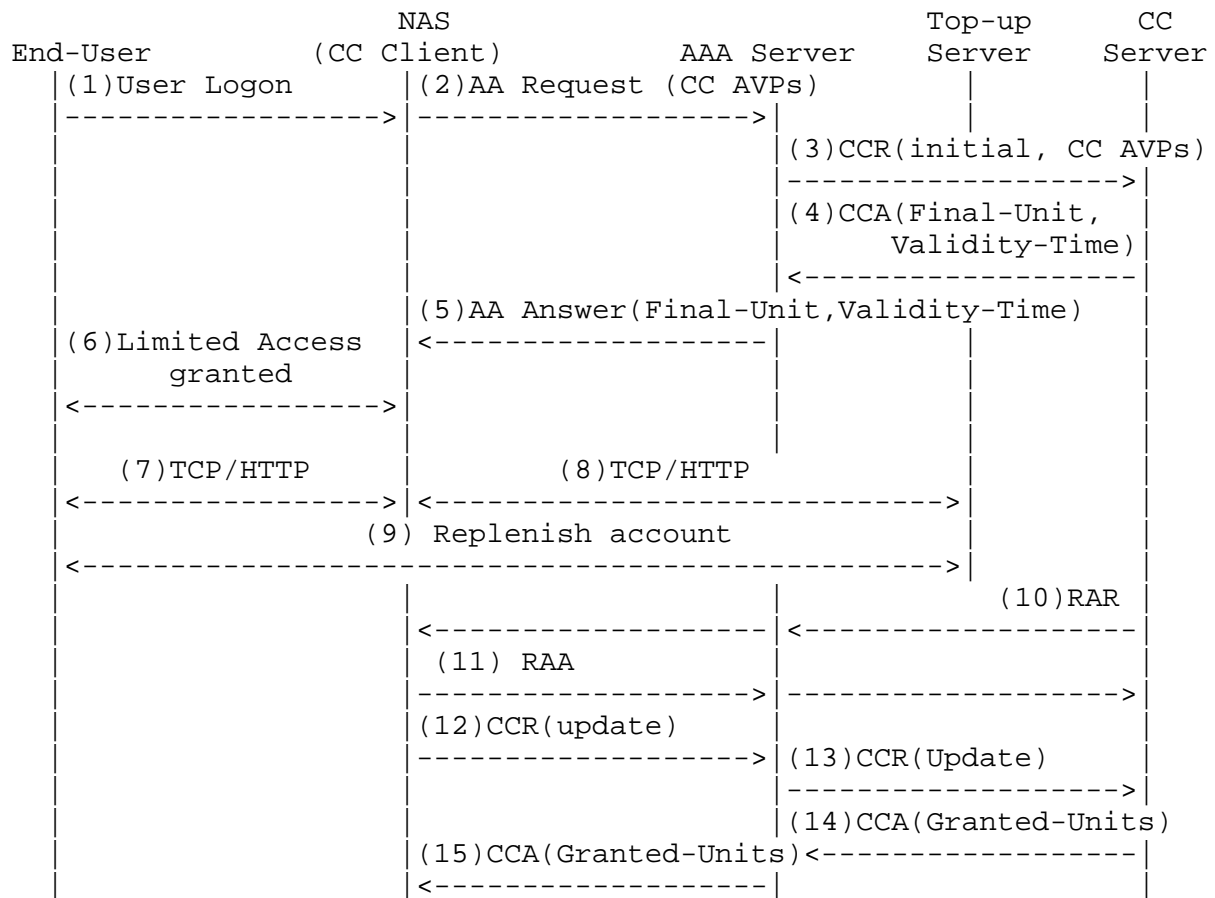 NAS Top-up CC
End-User (CC Client) AAA Server Server Server
(1)User Logon (2)AA Request (CC AVPs)
(3)CCR(initial, CC AVPs)
(4)CCA(Final-Unit,
Validity-Time)
(5)AA Answer(Final-Unit,Validity-Time)
(6)Limited Access
granted
(7)TCP/HTTP (8)TCP/HTTP
(9) Replenish account
(10)RAR
(11) RAA
(12)CCR(update)
(13)CCR(Update)
(14)CCA(Granted-Units)
(15)CCA(Granted-Units)